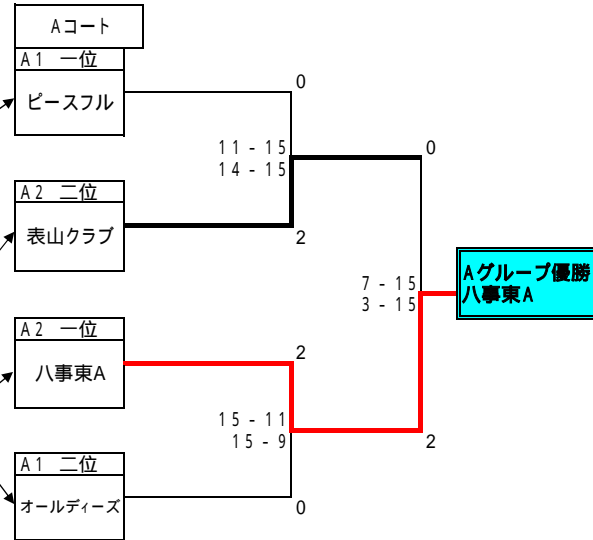 Aコート
A1 一位
ピースフル
0
11-15
14-15
0
A2 二位
表山クラブ
2
7-15
3-15
Aグループ優勝
八事東A
A2 一位
八事東A
2
15-11
15-9
2
A1 二位
オールディーズ
0